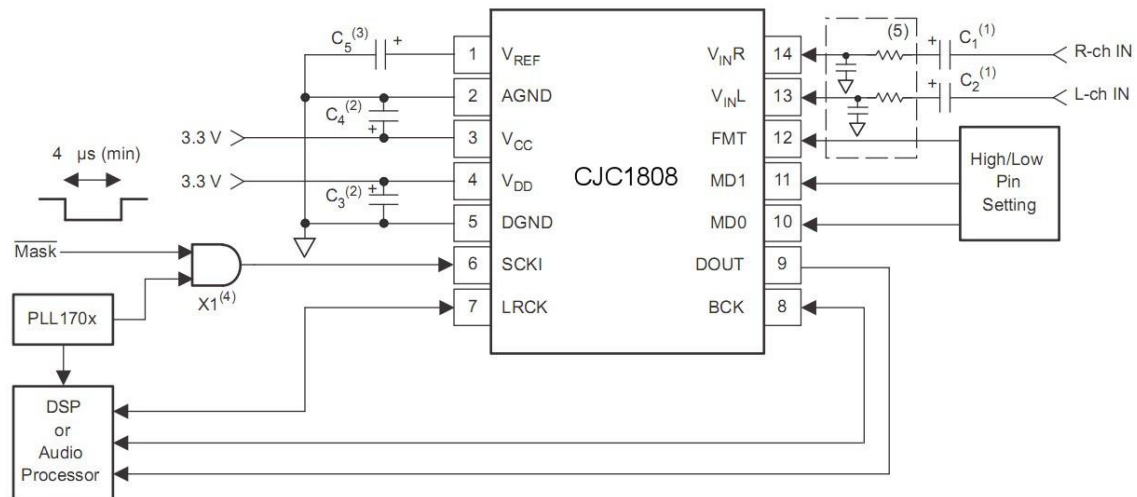 C5(3) +
1 VREF
2 AGND
C4(2) +
3.3 V
3 VCC
3.3 V
4 VDD
C3(2) +
5 DGND
4 µs (min)
Mask
6 SCKI
X1(4)
7 LRCK
PLL170x
DSP
or
Audio
Processor
CJC1808
VINR 14
VINL 13
FMT 12
MD1 11
MD0 10
DOUT 9
BCK 8
(5)
+ C1(1)
R-ch IN
+ C2(1)
L-ch IN
High/Low
Pin
Setting